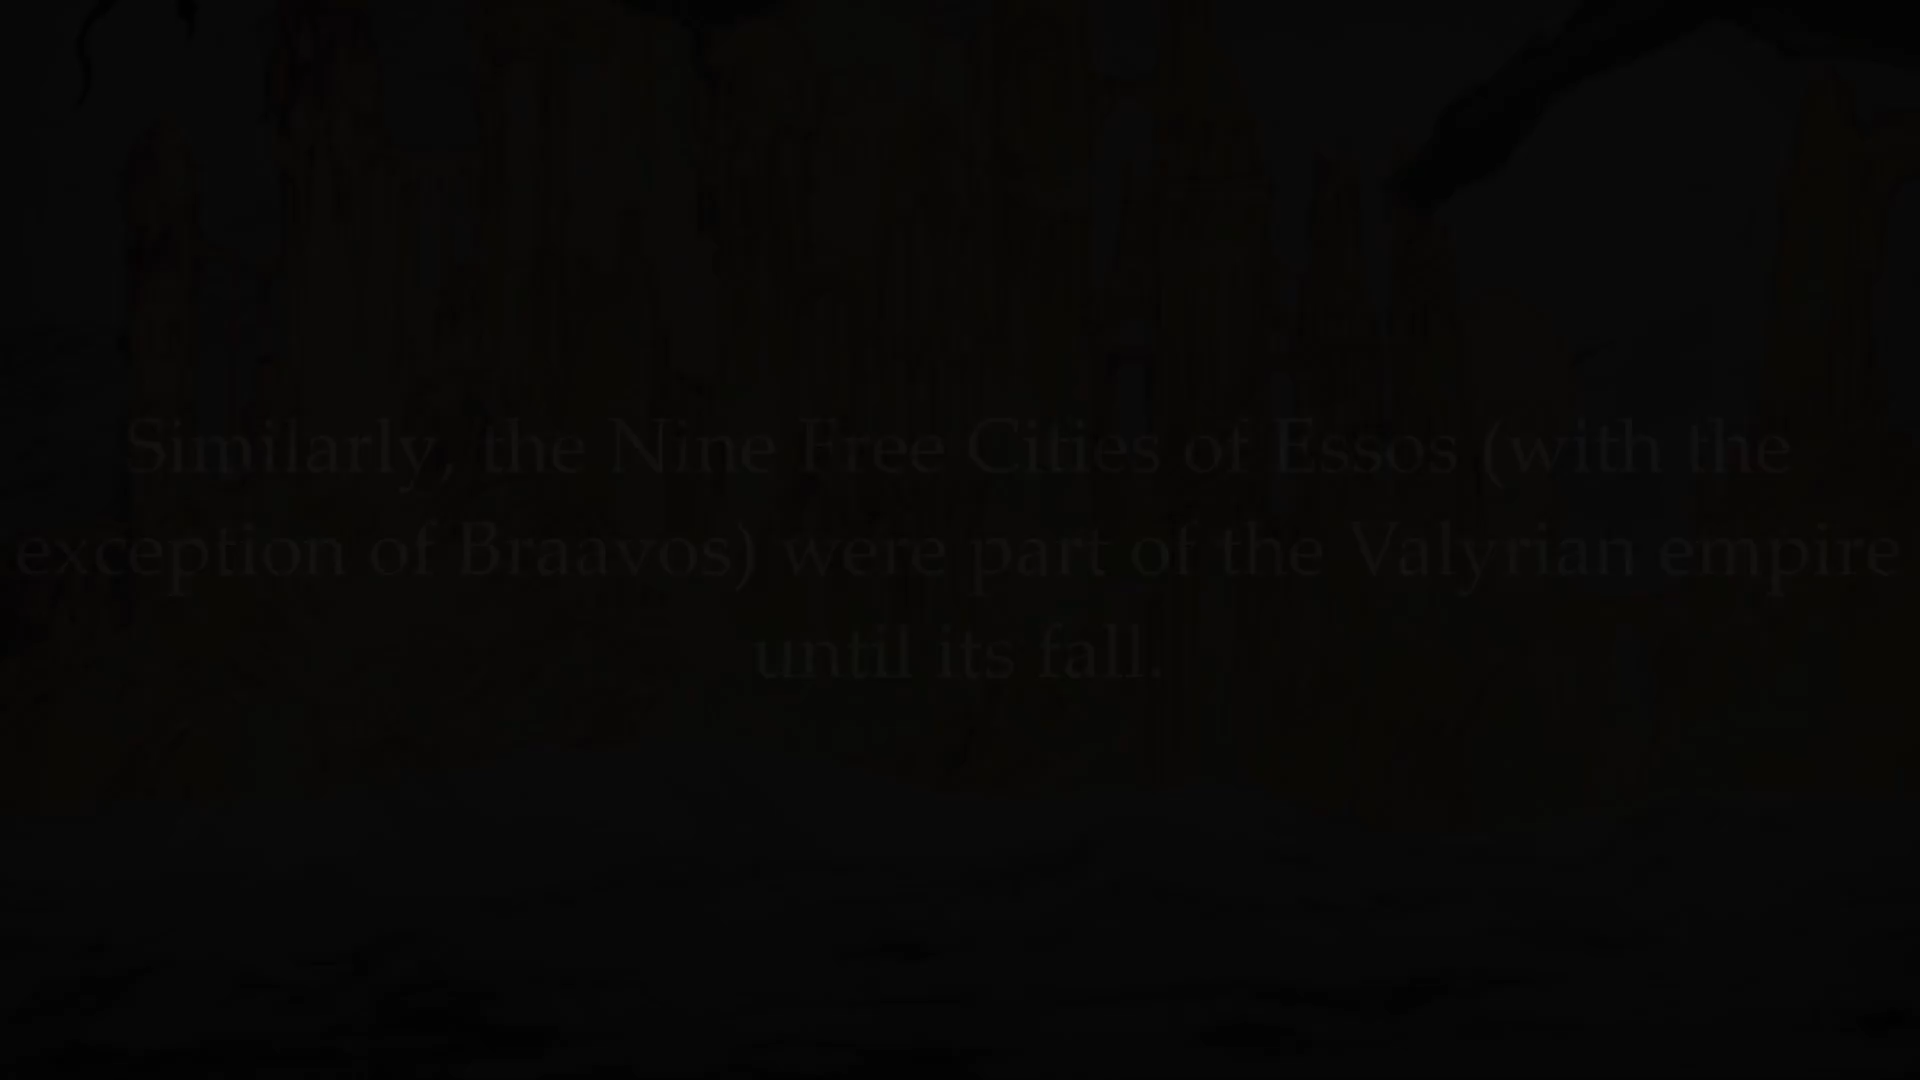 Similarly, the Nine Free Cities of Essos (with the
exception of Braavos) were part of the Valyrian empire
until its fall.